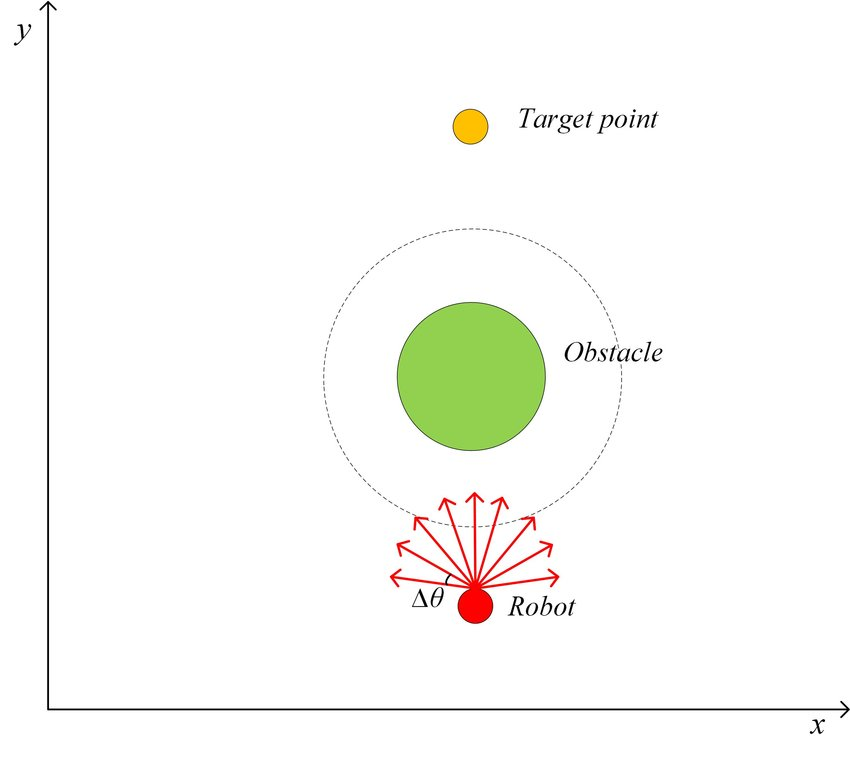 y
Target point
Obstacle
Δθ
Robot
x